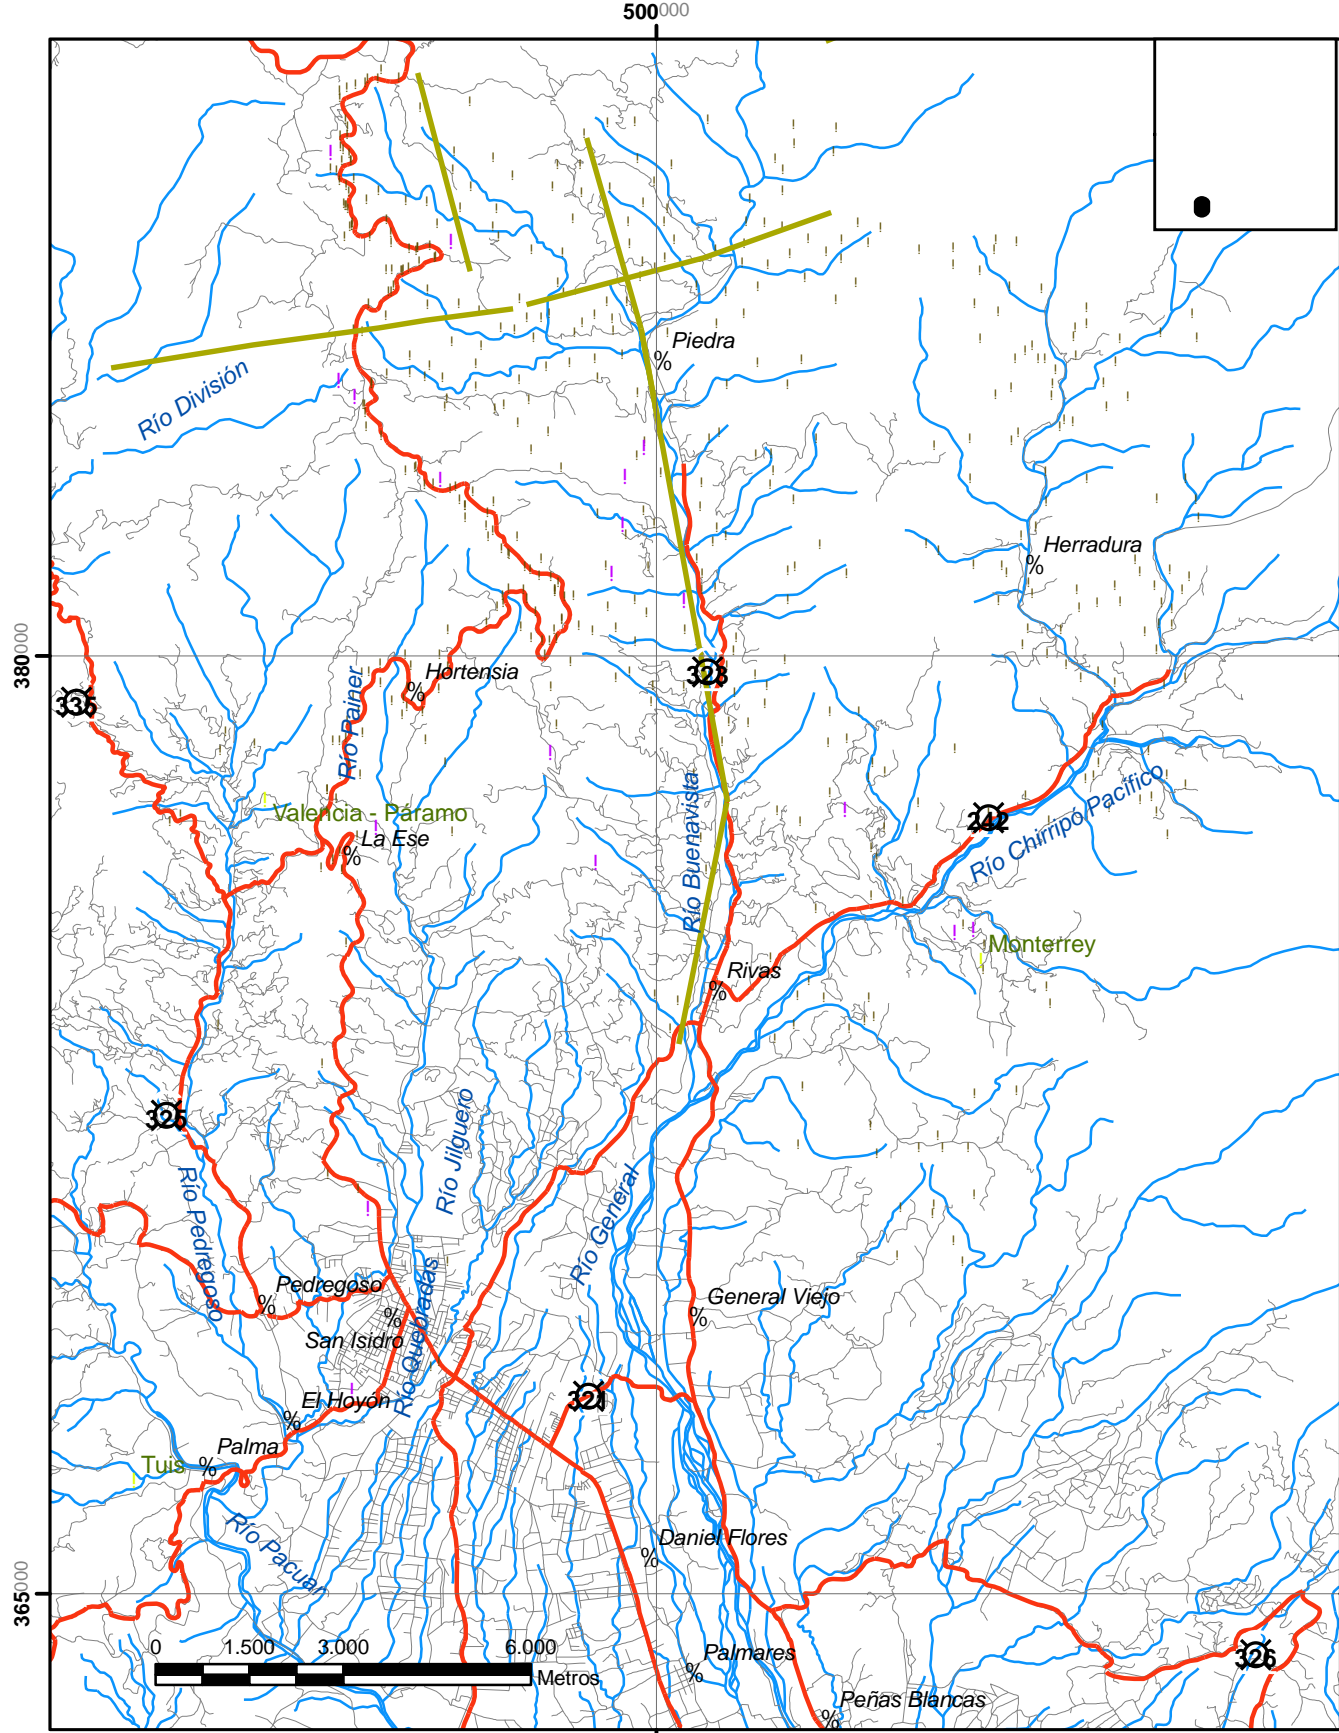 500000
Piedra
Río División
Herradura
380000
Hortensia
323
335
Río Painer
Río Buenavista
Río Chirripó Pacífico
Valencia - Páramo
242
La Ese
Monterrey
Rivas
325
Río Jilguero
Río General
Río Pedregoso
Pedregoso
General Viejo
Río Quebradas
San Isidro
El Hoyón
321
Palma
Tuis
Río Pacuar
Daniel Flores
365000
0 1.500 3.000 6.000
Metros
Palmares
326
Peñas Blancas